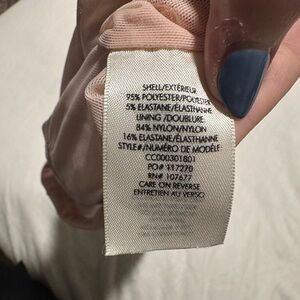 SHELL/EXTÉRIEUR
95% POLYESTER/POLYESTER
5% ELASTANE/ÉLASTHANNE
LINING /DOUBLURE:
84% NYLON/NYLON
16% ELASTANE/ÉLASTHANNE
STYLE#/NUMÉRO DE MODÈLE:
CC000301801
PO# 117270
RN# 107677
CARE ON REVERSE
ENTRETIEN AU VERSO